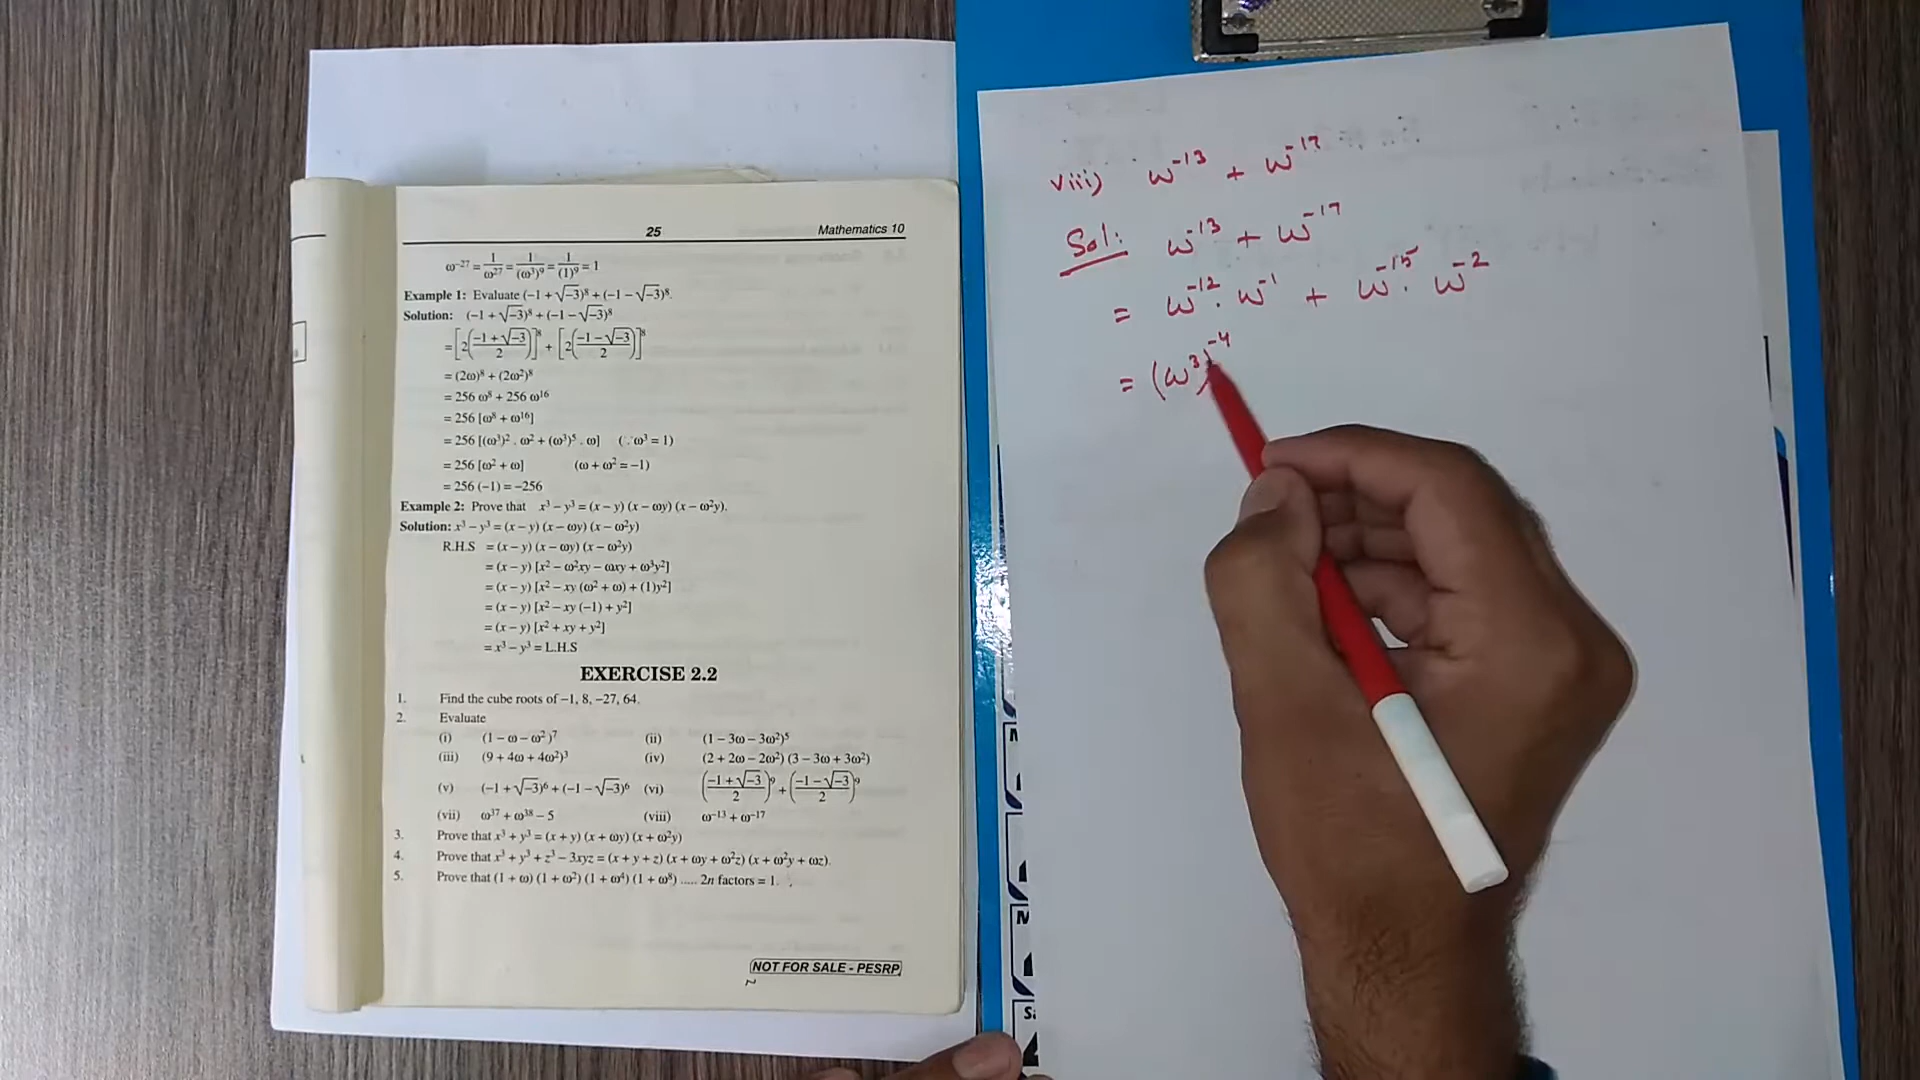 25 Mathematics 10
ω⁻²⁷ = 1/ω²⁷ = 1/(ω³)⁹ = 1/(1)⁹ = 1
Example 1: Evaluate (–1 + √–3)⁸ + (–1 – √–3)⁸.
Solution: (–1 + √–3)⁸ + (–1 – √–3)⁸
= [2((–1 + √–3)/2)]⁸ + [2((–1 – √–3)/2)]⁸
= (2ω)⁸ + (2ω²)⁸
= 256 ω⁸ + 256 ω¹⁶
= 256 [ω⁸ + ω¹⁶]
= 256 [(ω³)² . ω² + (ω³)⁵ . ω] (∵ ω³ = 1)
= 256 [ω² + ω] (ω + ω² = –1)
= 256 (–1) = –256
Example 2: Prove that x³ – y³ = (x – y) (x – ωy) (x – ω²y).
Solution: x³ – y³ = (x – y) (x – ωy) (x – ω²y)
R.H.S = (x – y) (x – ωy) (x – ω²y)
= (x – y) [x² – ω²xy – ωxy + ω³y²]
= (x – y) [x² – xy (ω² + ω) + (1)y²]
= (x – y) [x² – xy (–1) + y²]
= (x – y) [x² + xy + y²]
= x³ – y³ = L.H.S
EXERCISE 2.2
1. Find the cube roots of –1, 8, –27, 64.
2. Evaluate
(i) (1 – ω – ω²)⁷ (ii) (1 – 3ω – 3ω²)⁵
(iii) (9 + 4ω + 4ω²)³ (iv) (2 + 2ω – 2ω²) (3 – 3ω + 3ω²)
(v) (–1 + √–3)⁶ + (–1 – √–3)⁶ (vi) ((–1 + √–3)/2)⁹ + ((–1 – √–3)/2)⁹
(vii) ω³⁷ + ω³⁸ – 5 (viii) ω⁻¹³ + ω⁻¹⁷
3. Prove that x³ + y³ = (x + y) (x + ωy) (x + ω²y)
4. Prove that x³ + y³ + z³ – 3xyz = (x + y + z) (x + ωy + ω²z) (x + ω²y + ωz).
5. Prove that (1 + ω) (1 + ω²) (1 + ω⁴) (1 + ω⁸) ..... 2n factors = 1.
NOT FOR SALE - PESRP
viii) ω⁻¹³ + ω⁻¹⁷
Sol: ω⁻¹³ + ω⁻¹⁷
= ω⁻¹² . ω⁻¹ + ω⁻¹⁵ . ω⁻²
= (ω³)⁻⁴